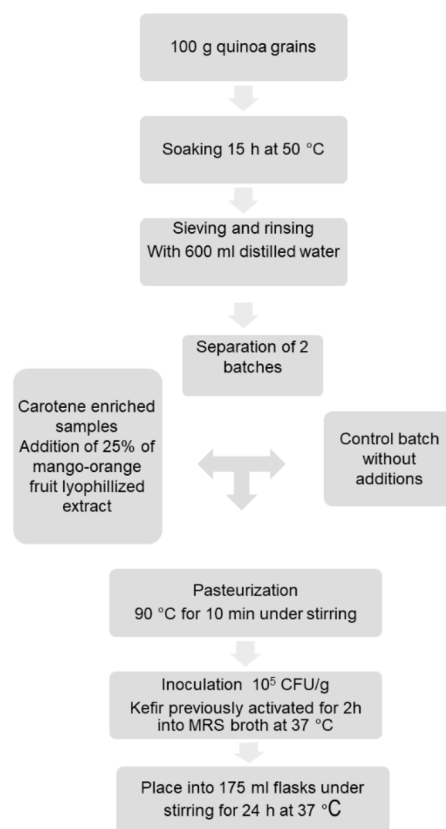 100 g quinoa grains
Soaking 15 h at 50 °C
Sieving and rinsing
With 600 ml distilled water
Separation of 2
batches
Carotene enriched
samples
Addition of 25% of
mango-orange
fruit lyophillized
extract
Control batch
without
additions
Pasteurization
90 °C for 10 min under stirring
Inoculation 10⁵ CFU/g
Kefir previously activated for 2h
into MRS broth at 37 °C
Place into 175 ml flasks under
stirring for 24 h at 37 °C